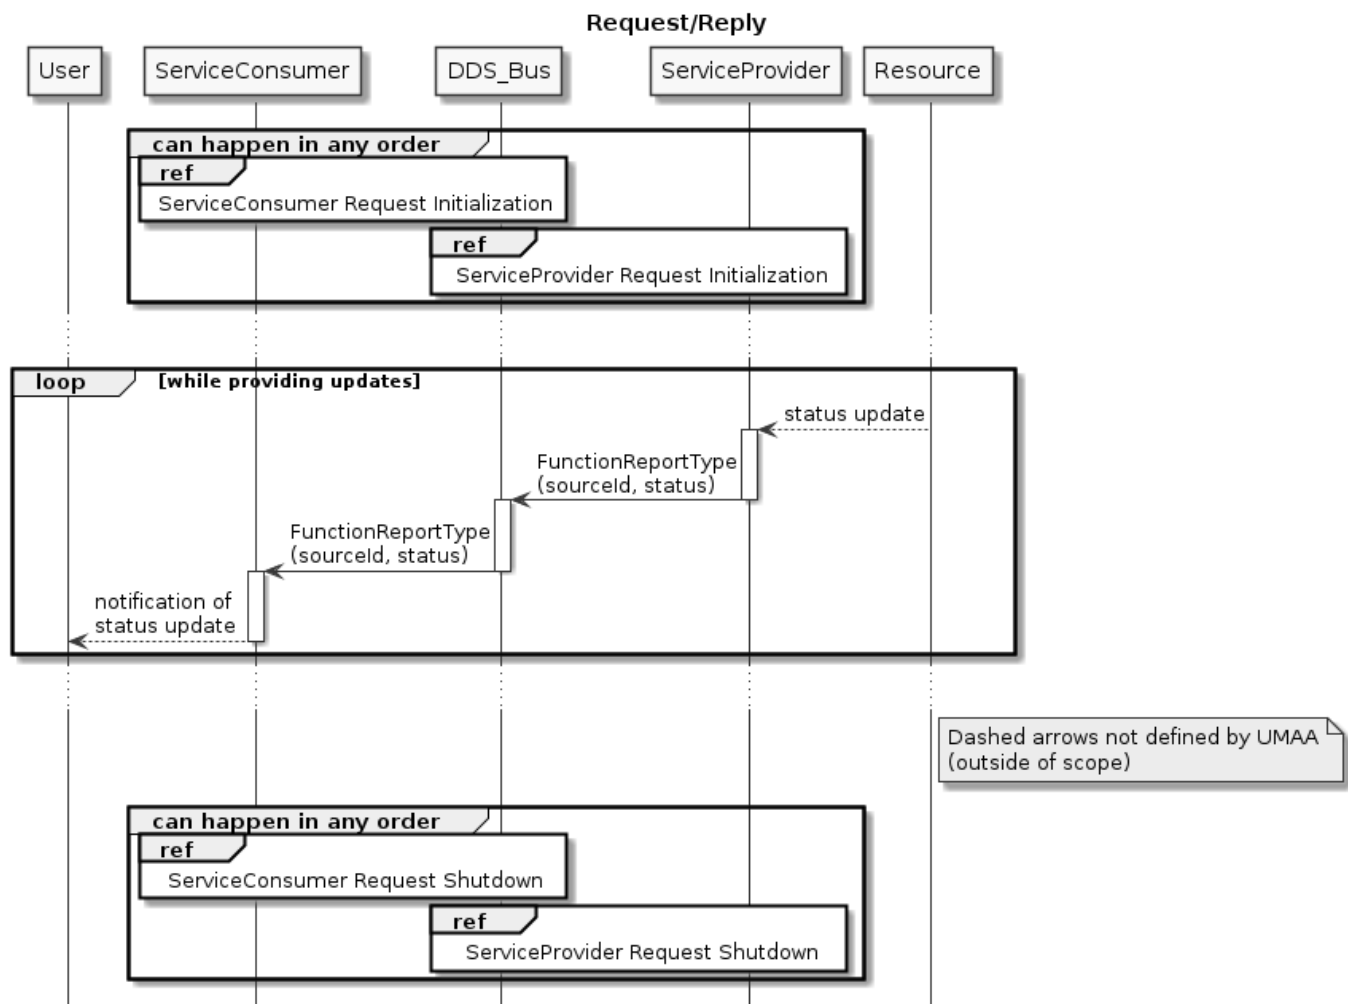 Request/Reply
User
ServiceConsumer
DDS_Bus
ServiceProvider
Resource
can happen in any order
ref
ServiceConsumer Request Initialization
ref
ServiceProvider Request Initialization
loop
[while providing updates]
status update
FunctionReportType
(sourceId, status)
FunctionReportType
(sourceId, status)
notification of
status update
Dashed arrows not defined by UMAA
(outside of scope)
can happen in any order
ref
ServiceConsumer Request Shutdown
ref
ServiceProvider Request Shutdown